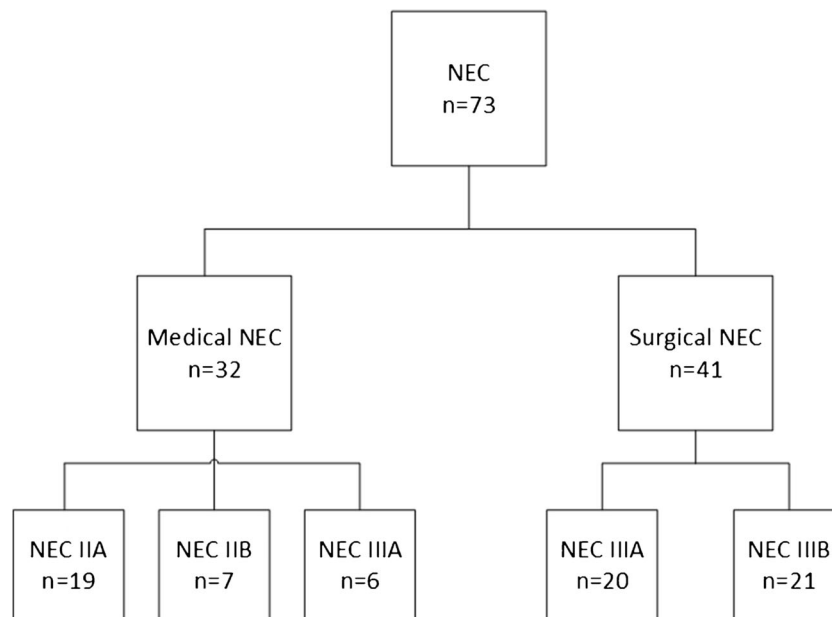 NEC
n=73
Medical NEC
n=32
Surgical NEC
n=41
NEC IIA
n=19
NEC IIB
n=7
NEC IIIA
n=6
NEC IIIA
n=20
NEC IIIB
n=21